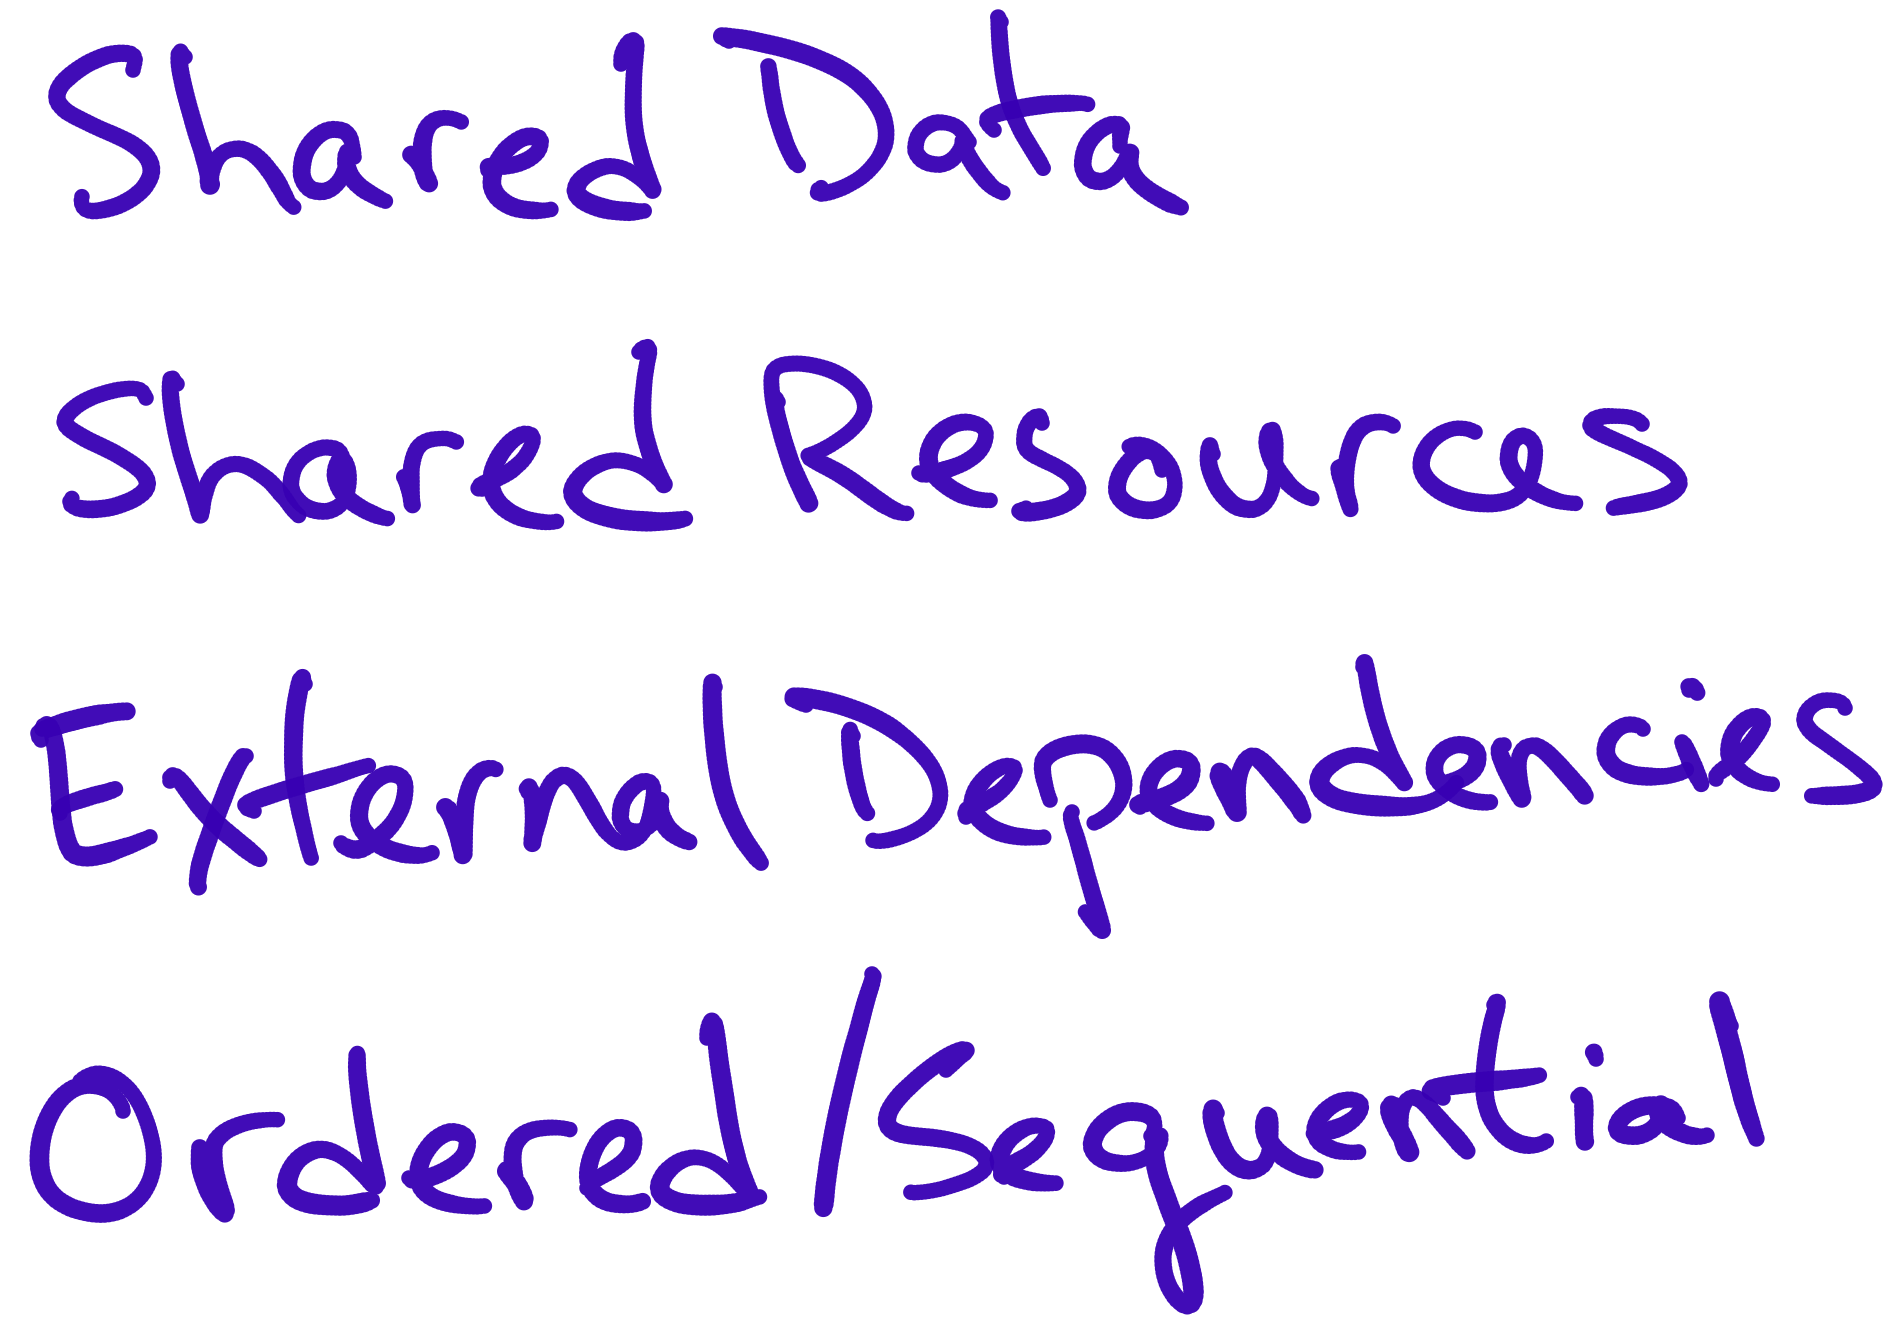 Shared Data
Shared Resources
External Dependencies
Ordered/Sequential